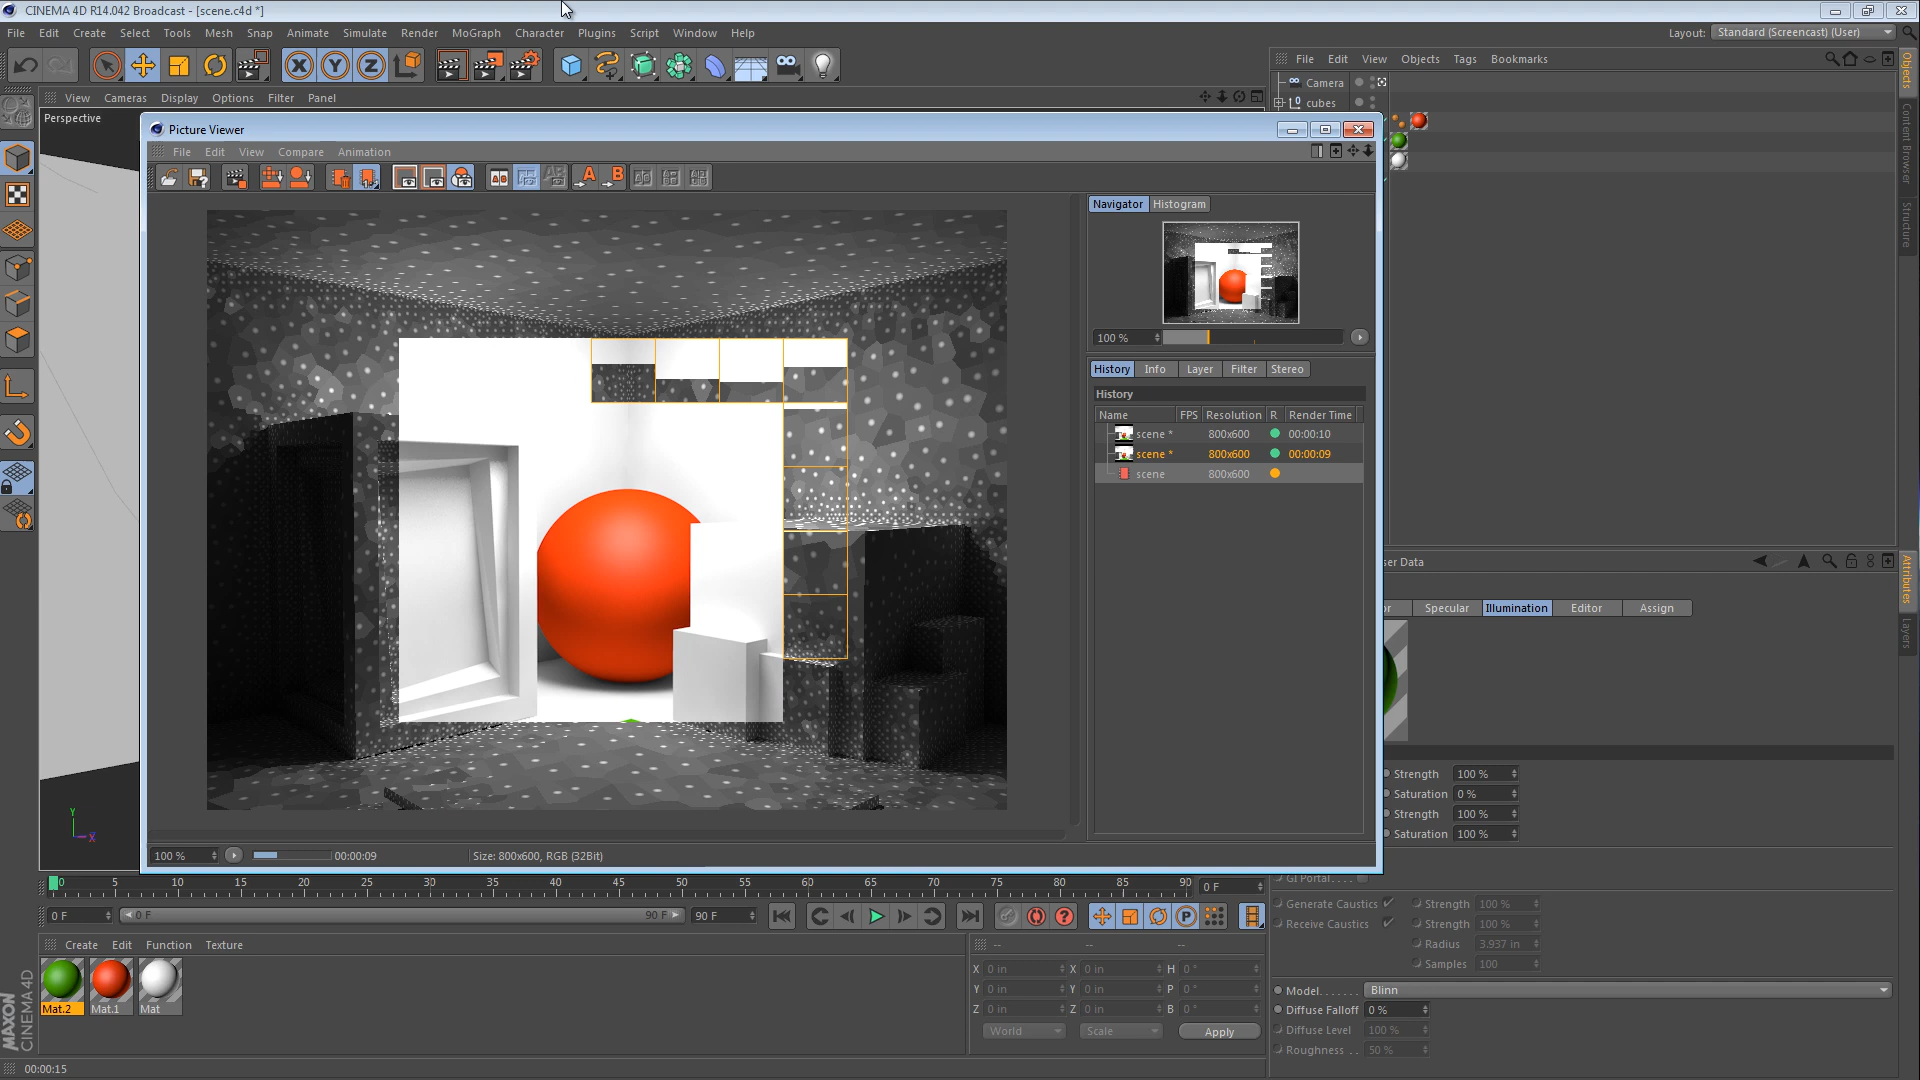 CINEMA 4D R14.042 Broadcast - [scene.c4d *]
File Edit Create Select Tools Mesh Snap Animate Simulate Render MoGraph Character Plugins Script Window Help
Layout: Standard (Screencast) (User)
File Edit View Objects Tags Bookmarks
View Cameras Display Options Filter Panel
Camera
cubes
Perspective
Picture Viewer
File Edit View Compare Animation
Navigator Histogram
100 %
History Info Layer Filter Stereo
History
Name FPS Resolution R Render Time
scene * 800x600 00:00:10
scene * 800x600 00:00:09
scene 800x600
100 % 00:00:09 Size: 800x600, RGB (32Bit)
Objects
Content Browser
Structure
Attributes
Layers
ser Data
or Specular Illumination Editor Assign
Strength 100 %
Saturation 0 %
Strength 100 %
Saturation 100 %
GI Portal . . . .
Generate Caustics Strength 100 %
Receive Caustics Strength 100 %
Radius 3.937 in
Samples 100
Model. . . . . . . Blinn
Diffuse Falloff 0 %
Diffuse Level 100 %
Roughness . . 50 %
Y
X
0 5 10 15 20 25 30 35 40 45 50 55 60 65 70 75 80 85 90 0 F
0 F 0 F 90 F 90 F
Create Edit Function Texture
Mat.2 Mat.1 Mat
-- -- --
X 0 in X 0 in H 0 °
Y 0 in Y 0 in P 0 °
Z 0 in Z 0 in B 0 °
World Scale Apply
MAXON
CINEMA 4D
00:00:15